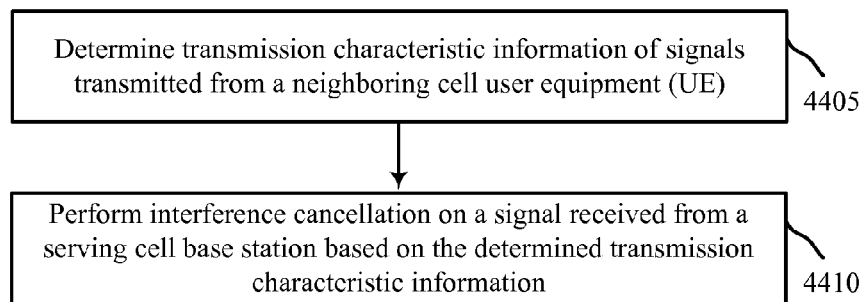 Determine transmission characteristic information of signals
transmitted from a neighboring cell user equipment (UE)
4405
Perform interference cancellation on a signal received from a
serving cell base station based on the determined transmission
characteristic information
4410